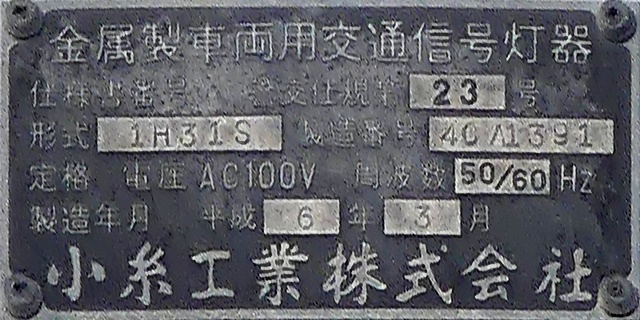 金属製車両用交通信号灯器
仕様書番号 警交仕規第 23 号
形式 1H31S 製造番号 40A1391
定格 電圧 AC100V 周波数 50/60 Hz
製造年月 平成 6 年 3 月
小糸工業株式会社